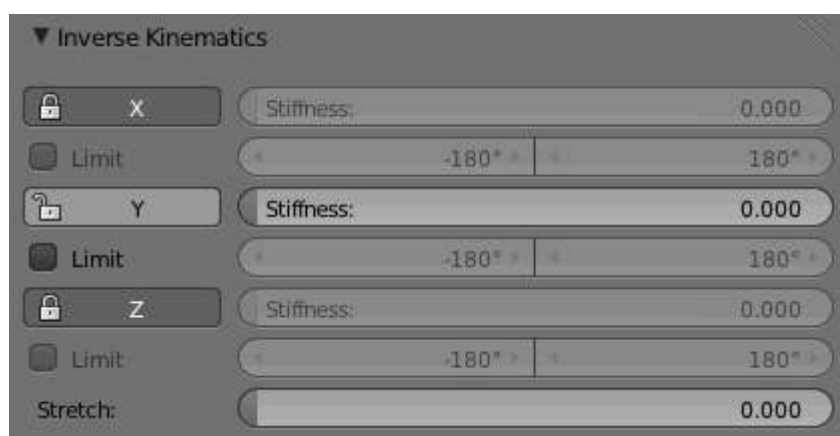 Inverse Kinematics
X Stiffness: 0.000
Limit -180° 180°
Y Stiffness: 0.000
Limit -180° 180°
Z Stiffness: 0.000
Limit -180° 180°
Stretch: 0.000